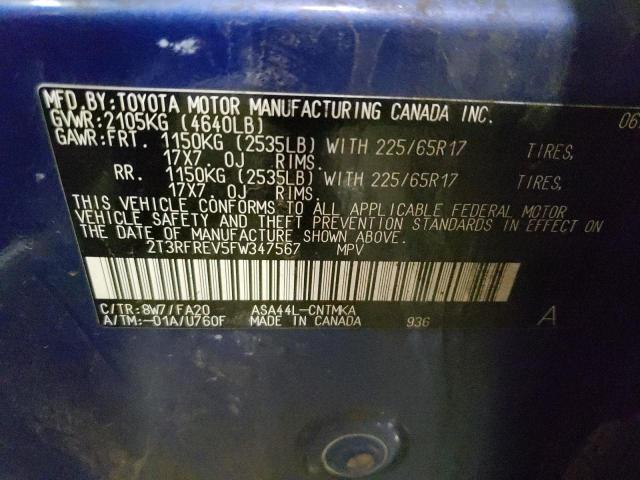 MFD.BY:TOYOTA MOTOR MANUFACTURING CANADA INC. 06
GVWR:2105KG (4640LB)
GAWR:FRT. 1150KG (2535LB) WITH 225/65R17 TIRES,
17X7.0J RIMS.
RR. 1150KG (2535LB) WITH 225/65R17 TIRES,
17X7.0J RIMS.
THIS VEHICLE CONFORMS TO ALL APPLICABLE FEDERAL MOTOR
VEHICLE SAFETY AND THEFT PREVENTION STANDARDS IN EFFECT ON
THE DATE OF MANUFACTURE SHOWN ABOVE.
2T3RFREV5FW347567 MPV
C/TR:8W7/FA20 ASA44L-CNTMKA
A/TM:-01A/U760F MADE IN CANADA 936 A